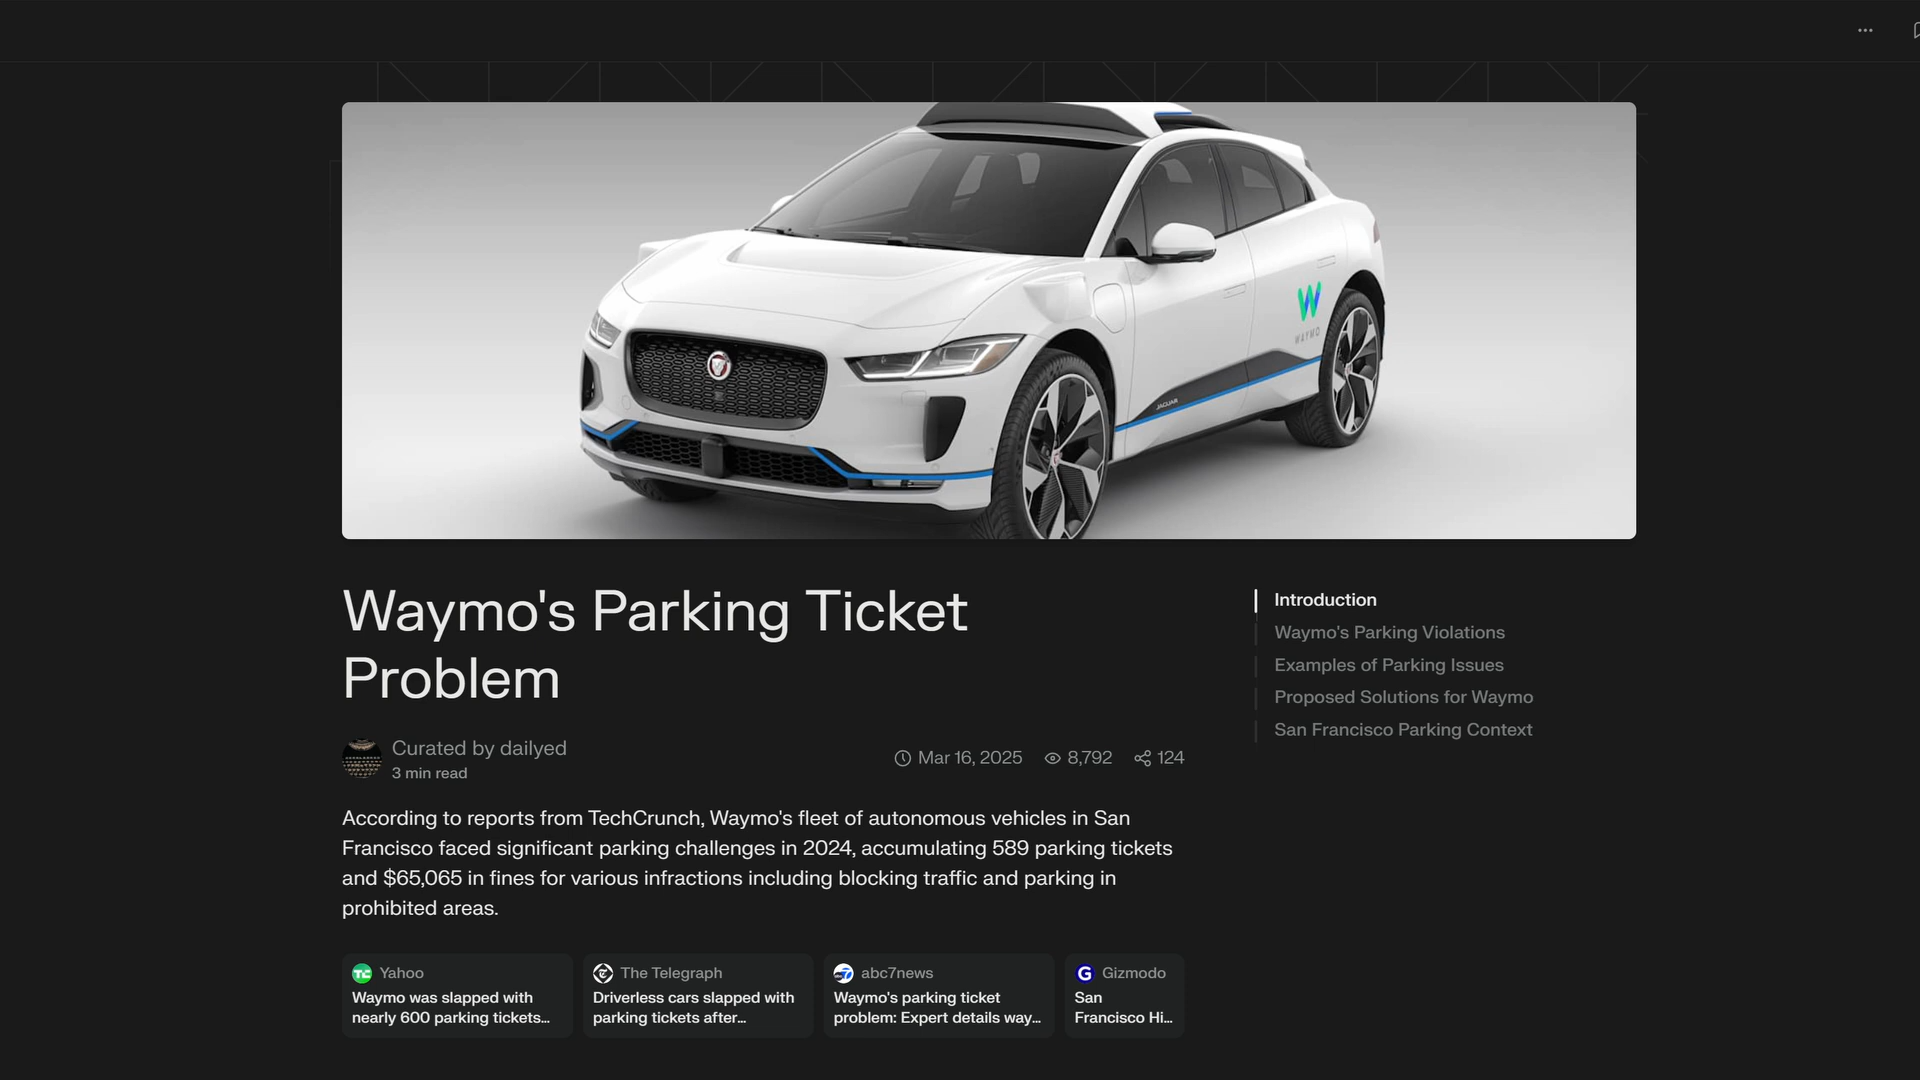 WAYMO
JAGUAR
Waymo's Parking Ticket
Problem
Curated by dailyed
3 min read
Mar 16, 2025
8,792
124
According to reports from TechCrunch, Waymo's fleet of autonomous vehicles in San
Francisco faced significant parking challenges in 2024, accumulating 589 parking tickets
and $65,065 in fines for various infractions including blocking traffic and parking in
prohibited areas.
Yahoo
Waymo was slapped with
nearly 600 parking tickets...
The Telegraph
Driverless cars slapped with
parking tickets after...
abc7news
Waymo's parking ticket
problem: Expert details way...
Gizmodo
San
Francisco Hi...
Introduction
Waymo's Parking Violations
Examples of Parking Issues
Proposed Solutions for Waymo
San Francisco Parking Context